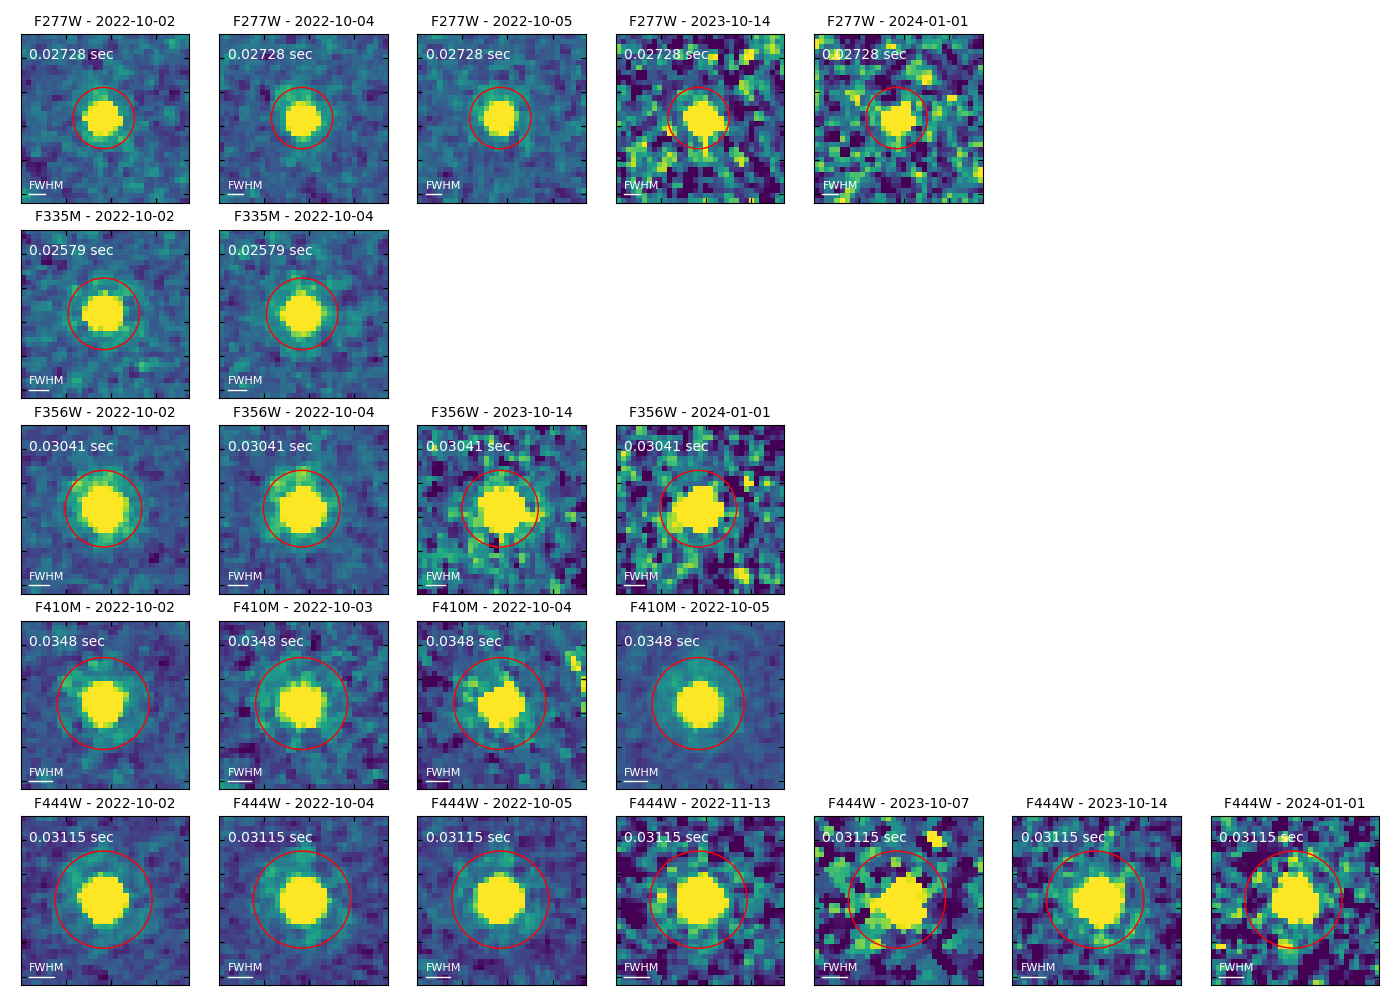 F277W - 2022-10-02
F277W - 2022-10-04
F277W - 2022-10-05
F277W - 2023-10-14
F277W - 2024-01-01
0.02728 sec
0.02728 sec
0.02728 sec
0.02728 sec
0.02728 sec
FWHM
FWHM
FWHM
FWHM
FWHM
F335M - 2022-10-02
F335M - 2022-10-04
0.02579 sec
0.02579 sec
FWHM
FWHM
F356W - 2022-10-02
F356W - 2022-10-04
F356W - 2023-10-14
F356W - 2024-01-01
0.03041 sec
0.03041 sec
0.03041 sec
0.03041 sec
FWHM
FWHM
FWHM
FWHM
F410M - 2022-10-02
F410M - 2022-10-03
F410M - 2022-10-04
F410M - 2022-10-05
0.0348 sec
0.0348 sec
0.0348 sec
0.0348 sec
FWHM
FWHM
FWHM
FWHM
F444W - 2022-10-02
F444W - 2022-10-04
F444W - 2022-10-05
F444W - 2022-11-13
F444W - 2023-10-07
F444W - 2023-10-14
F444W - 2024-01-01
0.03115 sec
0.03115 sec
0.03115 sec
0.03115 sec
0.03115 sec
0.03115 sec
0.03115 sec
FWHM
FWHM
FWHM
FWHM
FWHM
FWHM
FWHM